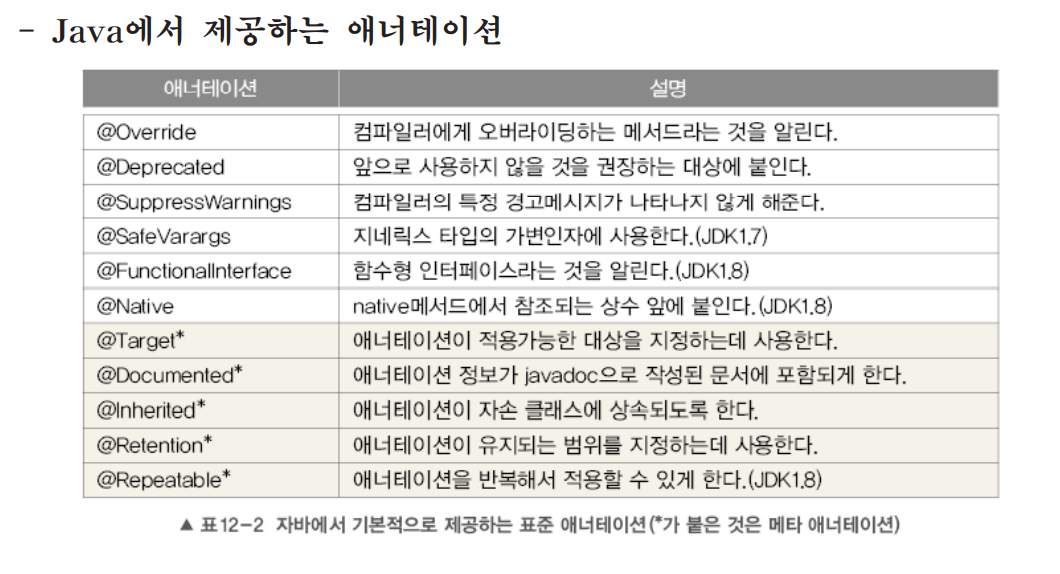 - Java에서 제공하는 애너테이션
애너테이션 설명
@Override 컴파일러에게 오버라이딩하는 메서드라는 것을 알린다.
@Deprecated 앞으로 사용하지 않을 것을 권장하는 대상에 붙인다.
@SuppressWarnings 컴파일러의 특정 경고메시지가 나타나지 않게 해준다.
@SafeVarargs 지네릭스 타입의 가변인자에 사용한다.(JDK1.7)
@FunctionalInterface 함수형 인터페이스라는 것을 알린다.(JDK1.8)
@Native native메서드에서 참조되는 상수 앞에 붙인다.(JDK1.8)
@Target* 애너테이션이 적용가능한 대상을 지정하는데 사용한다.
@Documented* 애너테이션 정보가 javadoc으로 작성된 문서에 포함되게 한다.
@Inherited* 애너테이션이 자손 클래스에 상속되도록 한다.
@Retention* 애너테이션이 유지되는 범위를 지정하는데 사용한다.
@Repeatable* 애너테이션을 반복해서 적용할 수 있게 한다.(JDK1.8)
▲ 표12-2 자바에서 기본적으로 제공하는 표준 애너테이션(*가 붙은 것은 메타 애너테이션)